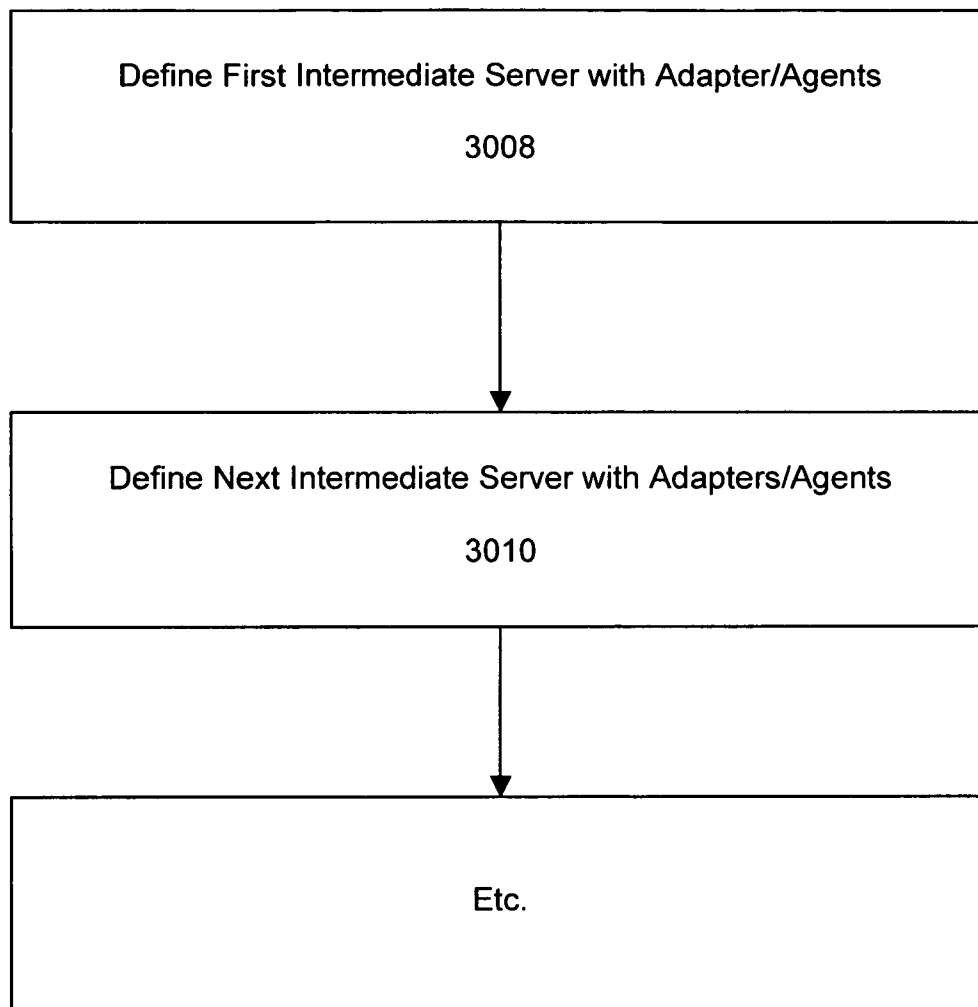 Define First Intermediate Server with Adapter/Agents
3008
Define Next Intermediate Server with Adapters/Agents
3010
Etc.